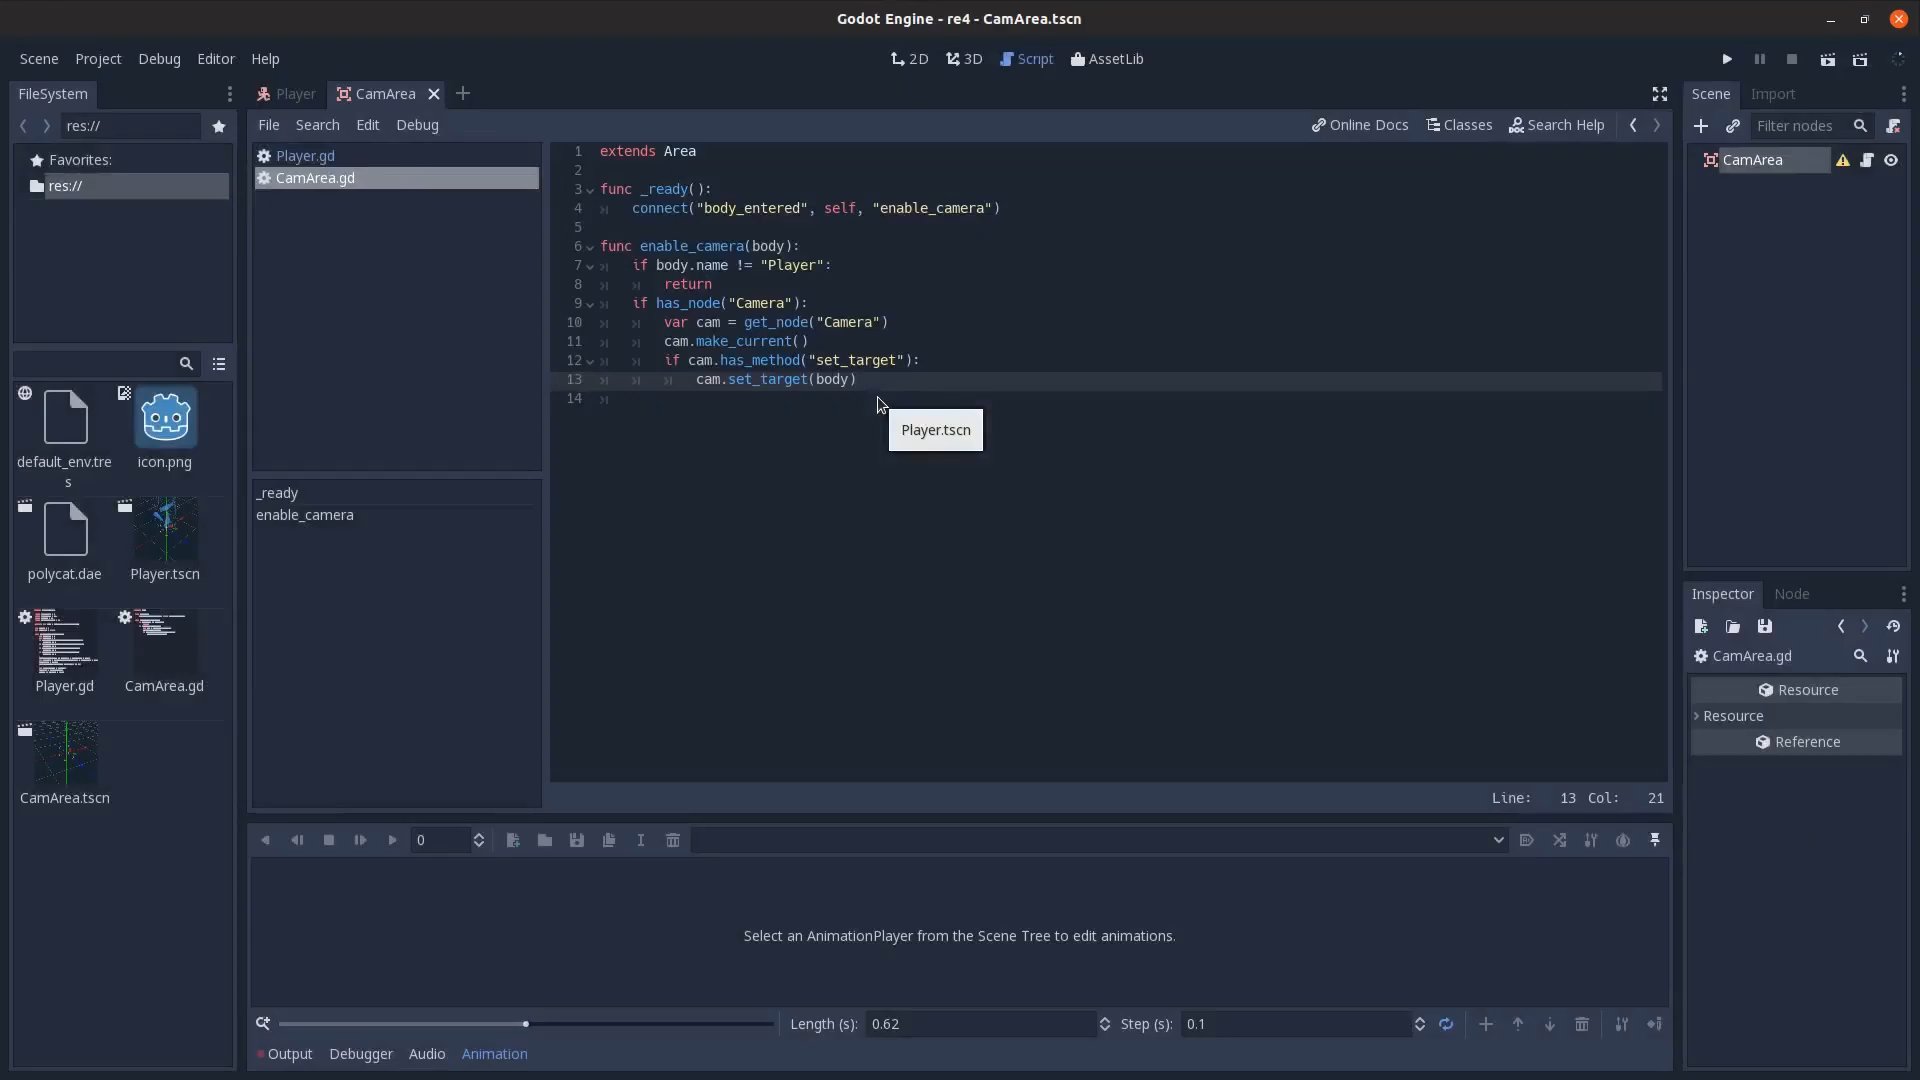 Godot Engine - re4 - CamArea.tscn
Scene Project Debug Editor Help
2D 3D Script AssetLib
FileSystem
res://
Favorites:
res://
default_env.tre
s
icon.png
polycat.dae
Player.tscn
Player.gd
CamArea.gd
CamArea.tscn
Player CamArea
File Search Edit Debug
Online Docs Classes Search Help
Player.gd
CamArea.gd
_ready
enable_camera
1 extends Area
2
3 func _ready():
4 connect("body_entered", self, "enable_camera")
5
6 func enable_camera(body):
7 if body.name != "Player":
8 return
9 if has_node("Camera"):
10 var cam = get_node("Camera")
11 cam.make_current()
12 if cam.has_method("set_target"):
13 cam.set_target(body)
14
Player.tscn
Line: 13 Col: 21
0
Select an AnimationPlayer from the Scene Tree to edit animations.
Length (s): 0.62 Step (s): 0.1
Output Debugger Audio Animation
Scene Import
Filter nodes
CamArea
Inspector Node
CamArea.gd
Resource
Resource
Reference